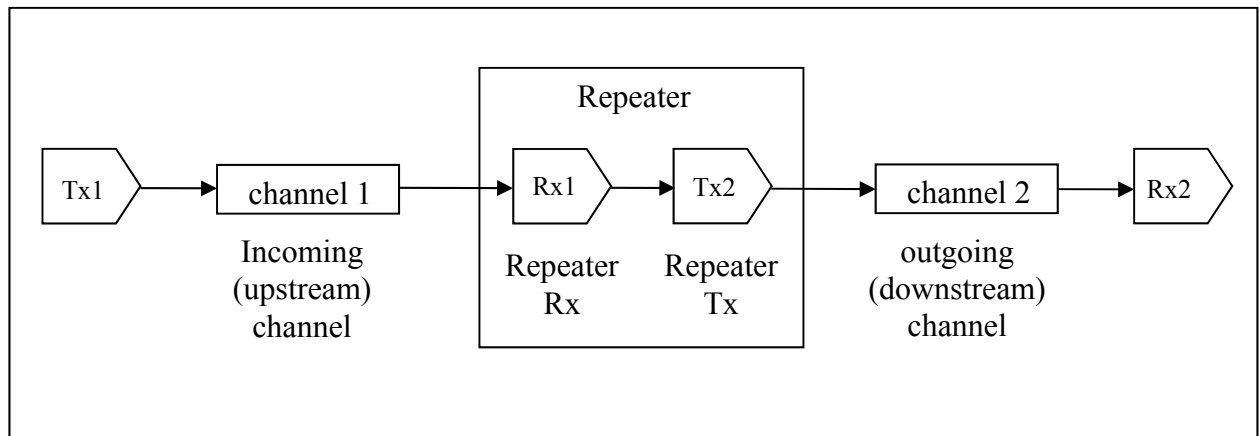 Repeater
Tx1
channel 1
Rx1
Tx2
channel 2
Rx2
Incoming
(upstream)
channel
Repeater
Rx
Repeater
Tx
outgoing
(downstream)
channel